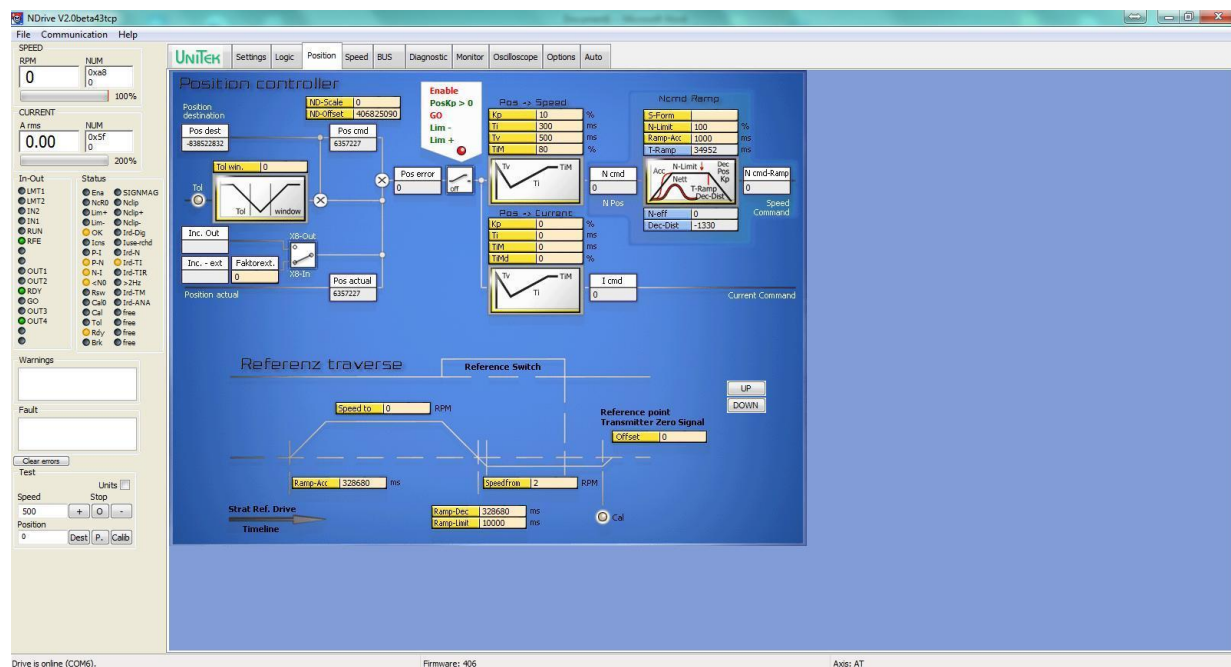 NDrive V2.0beta43tcp
File Communication Help
SPEED
RPM NUM
0 0xa8
0
100%
CURRENT
A rms NUM
0.00 0x5f
0
200%
In-Out Status
LMT1 Ena SIGNMAG
LMT2 NcR0 Nclip
IN2 Lim+ Nclip+
IN1 Lim- Nclip-
RUN OK Ird-Dig
RFE Icns Iuse-rchd
P-I Ird-N
P-N Ird-TI
OUT1 N-I Ird-TIR
OUT2 <N0 >2Hz
RDY Rsw Ird-TM
GO Cal0 Ird-ANA
OUT3 Cal free
OUT4 Tol free
Rdy free
Brk free
Warnings
Fault
Clear errors
Test
Units
Speed Stop
500 + O -
Position
0 Dest P. Calib
UNITEK Settings Logic Position Speed BUS Diagnostic Monitor Oscilloscope Options Auto
Position controller
Position
destination
ND-Scale 0
ND-Offset 406825090
Pos dest
-838522832
Pos cmd
6357227
Enable
PosKp > 0
GO
Lim -
Lim +
Pos -> Speed
Kp 10 %
Ti 300 ms
Tv 500 ms
TiM 80 %
Ncmd Ramp
S-Form
N-Limit 100 %
Ramp-Acc 1000 ms
T-Ramp 34952 ms
Tol win. 0
Tol
Tol window
Pos error
0
off
Tv TiM
Ti
N cmd
0
N Pos
Acc N-Limit Dec
Pos
Nett Kp
T-Ramp
Dec-Dist
N cmd-Ramp
0
Speed
Command
N-eff 0
Dec-Dist -1330
Pos -> Current
Kp 0 %
Ti 0 ms
TiM 0 ms
TiMd 0 %
Inc. Out
X8-Out
Inc. - ext Faktorext.
0
X8-In
Pos actual
6357227
Position actual
Tv TiM
Ti
I cmd
0
Current Command
Referenz traverse
Reference Switch
UP
DOWN
Speed to 0 RPM
Reference point
Transmitter Zero Signal
Offset 0
Ramp-Acc 328680 ms
Speedfrom 2 RPM
Strat Ref. Drive
Timeline
Ramp-Dec 328680 ms
Ramp-Limit 10000 ms
Cal
Drive is online (COM6). Firmware: 406 Axis: AT